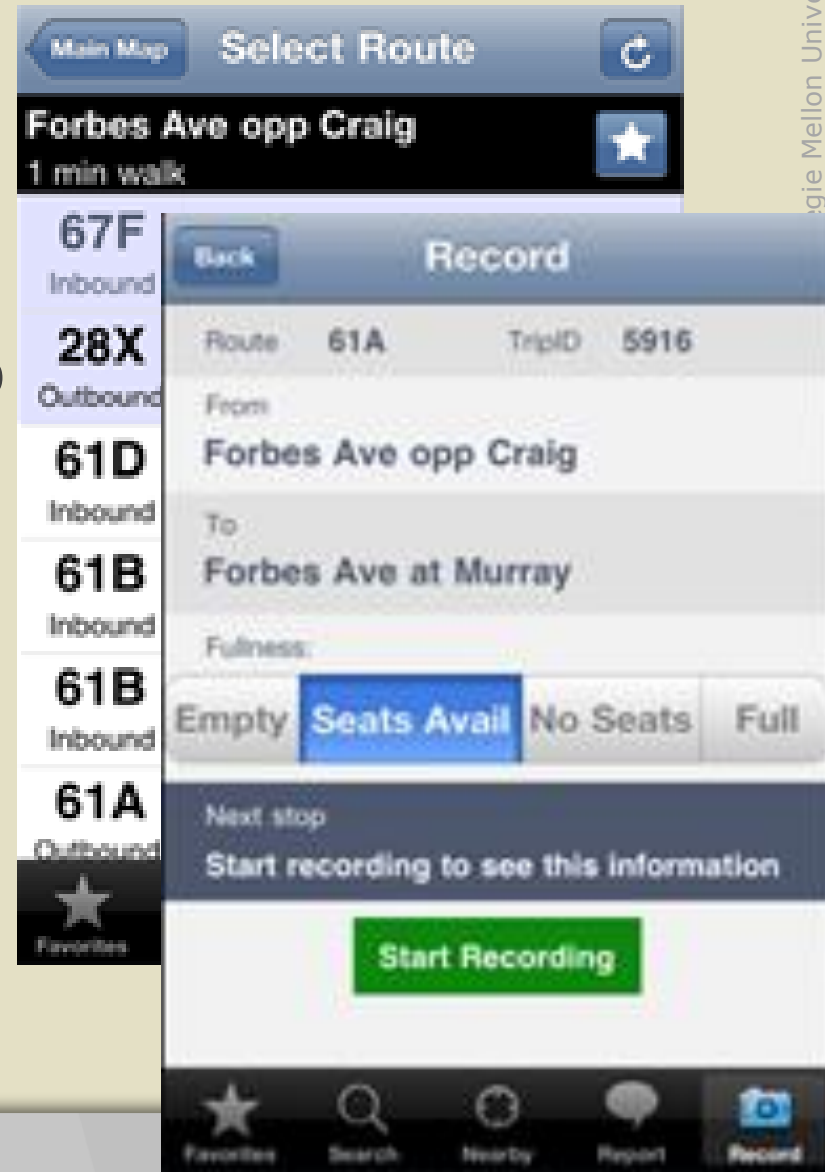 Main Map Select Route
Forbes Ave opp Craig
1 min walk
67F
Inbound
28X
Outbound
61D
Inbound
61B
Inbound
61B
Inbound
61A
Outbound
Favorites
Back Record
Route 61A TripID 5916
From
Forbes Ave opp Craig
To
Forbes Ave at Murray
Fullness:
Empty Seats Avail No Seats Full
Next stop
Start recording to see this information
Start Recording
Favorites Search Nearby Report Record
)
egie Mellon Unive